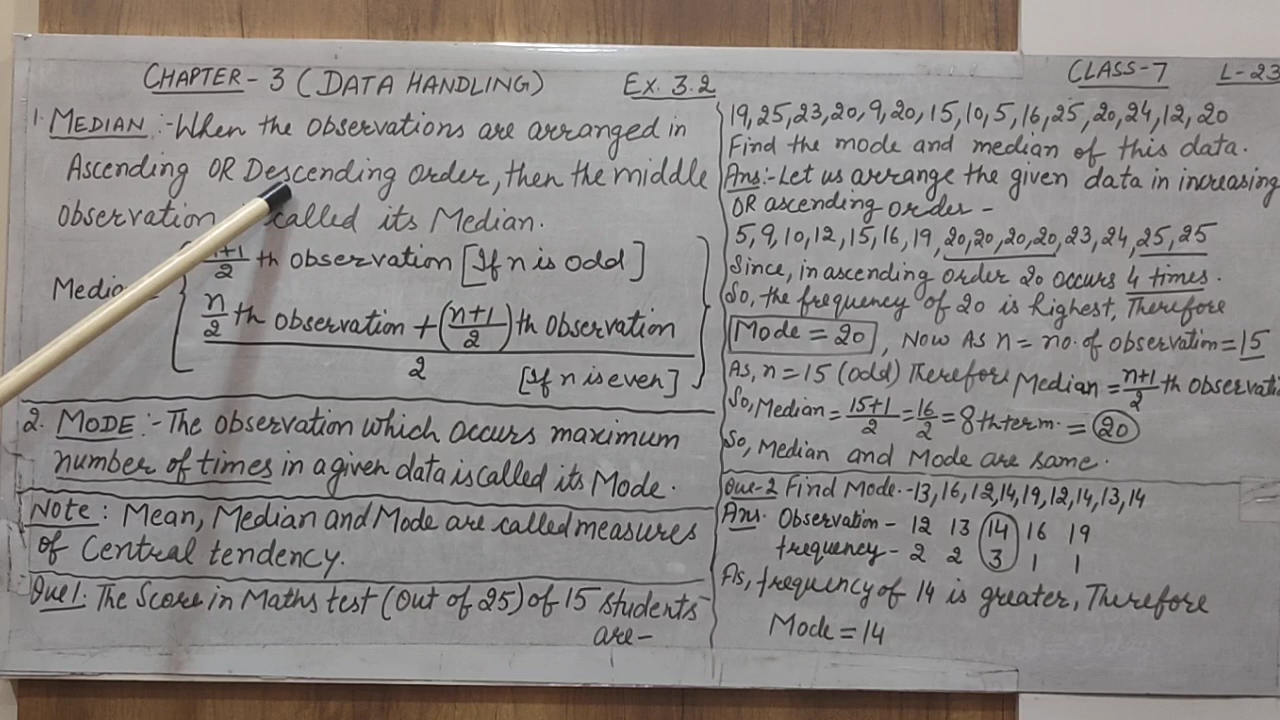 CHAPTER - 3 (DATA HANDLING) Ex. 3.2
1. MEDIAN :- When the observations are arranged in
Ascending OR Descending order, then the middle
observation called its Median.
n+1/2 th observation [If n is odd]
Media =
n/2 th observation + (n+1/2) th observation
2 [If n is even]
2. MODE :- The observation which occurs maximum
number of times in a given data is called its Mode.
Note : Mean, Median and Mode are called measures
of Central tendency.
Que 1. The Score in Maths test (out of 25) of 15 students
are -
CLASS-7 L-23
19, 25, 23, 20, 9, 20, 15, 10, 5, 16, 25, 20, 24, 12, 20
Find the mode and median of this data.
Ans:- Let us arrange the given data in increasing
OR ascending order -
5, 9, 10, 12, 15, 16, 19, 20, 20, 20, 20, 23, 24, 25, 25
Since, in ascending order 20 occurs 4 times.
So, the frequency of 20 is highest, Therefore
Mode = 20, Now As n = no. of observation = 15
As, n = 15 (odd) Therefore Median = n+1/2 th observati
So, Median = 15+1/2 = 16/2 = 8th term. = 20
So, Median and Mode are same.
Que-2 Find Mode. - 13, 16, 12, 14, 19, 12, 14, 13, 14
Ans. Observation - 12 13 14 16 19
frequency - 2 2 3 1 1
As, frequency of 14 is greater, Therefore
Mode = 14